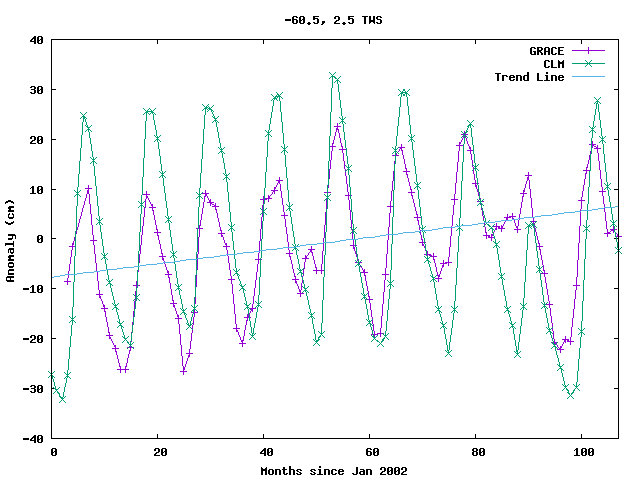 -60.5, 2.5 TWS
GRACE
CLM
Trend Line
40
30
20
10
0
-10
-20
-30
-40
Anomaly (cm)
0 20 40 60 80 100
Months since Jan 2002